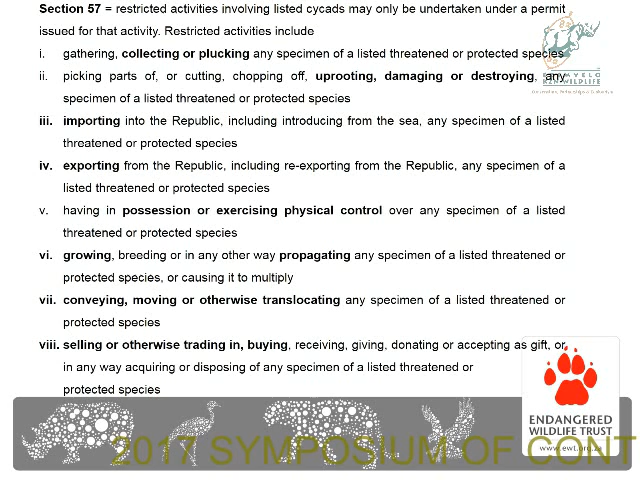 Section 57 = restricted activities involving listed cycads may only be undertaken under a permit
issued for that activity. Restricted activities include
i. gathering, collecting or plucking any specimen of a listed threatened or protected species
ii. picking parts of, or cutting, chopping off, uprooting, damaging or destroying, any
specimen of a listed threatened or protected species
iii. importing into the Republic, including introducing from the sea, any specimen of a listed
threatened or protected species
iv. exporting from the Republic, including re-exporting from the Republic, any specimen of a
listed threatened or protected species
v. having in possession or exercising physical control over any specimen of a listed
threatened or protected species
vi. growing, breeding or in any other way propagating any specimen of a listed threatened or
protected species, or causing it to multiply
vii. conveying, moving or otherwise translocating any specimen of a listed threatened or
protected species
viii. selling or otherwise trading in, buying, receiving, giving, donating or accepting as gift, or
in any way acquiring or disposing of any specimen of a listed threatened or
protected species
ENDANGERED
WILDLIFE TRUST
www.ewt.org.za
2017 SYMPOSIUM OF CONT